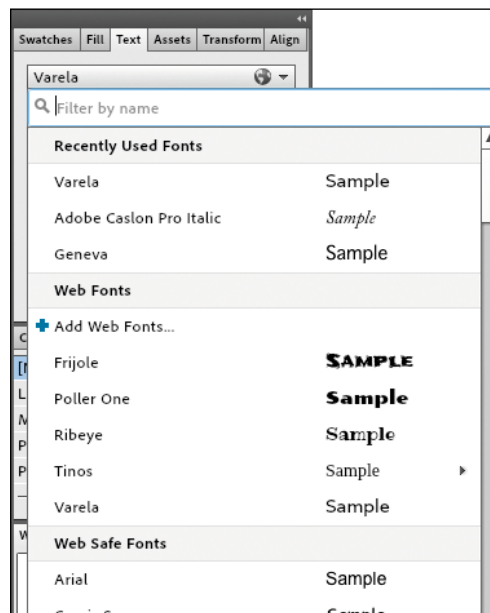 Swatches Fill Text Assets Transform Align
Varela
Filter by name
Recently Used Fonts
Varela Sample
Adobe Caslon Pro Italic Sample
Geneva Sample
Web Fonts
Add Web Fonts...
Frijole SAMPLE
Poller One Sample
Ribeye Sample
Tinos Sample
Varela Sample
Web Safe Fonts
Arial Sample